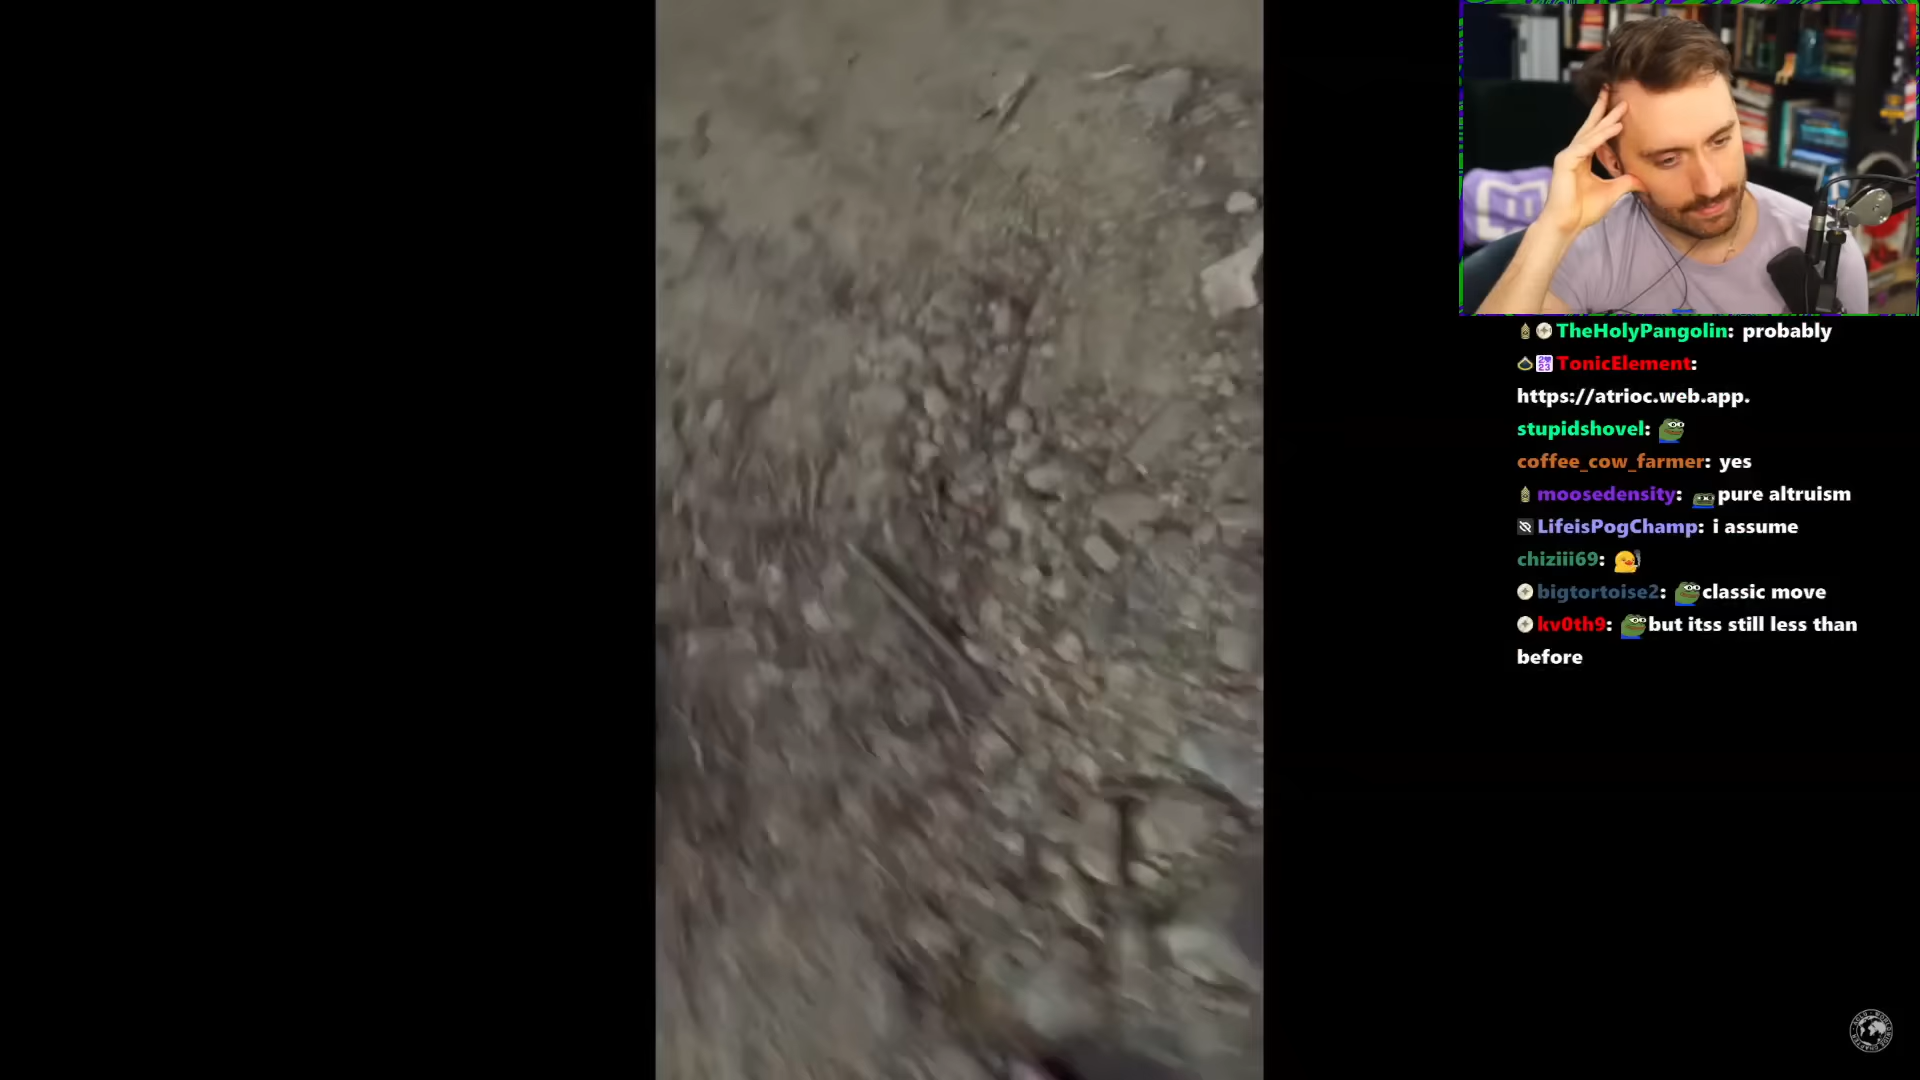 TheHolyPangolin: probably
TonicElement:
https://atrioc.web.app.
stupidshovel:
coffee_cow_farmer: yes
moosedensity: pure altruism
LifeisPogChamp: i assume
chiziii69:
bigtortoise2: classic move
kv0th9: but itss still less than
before